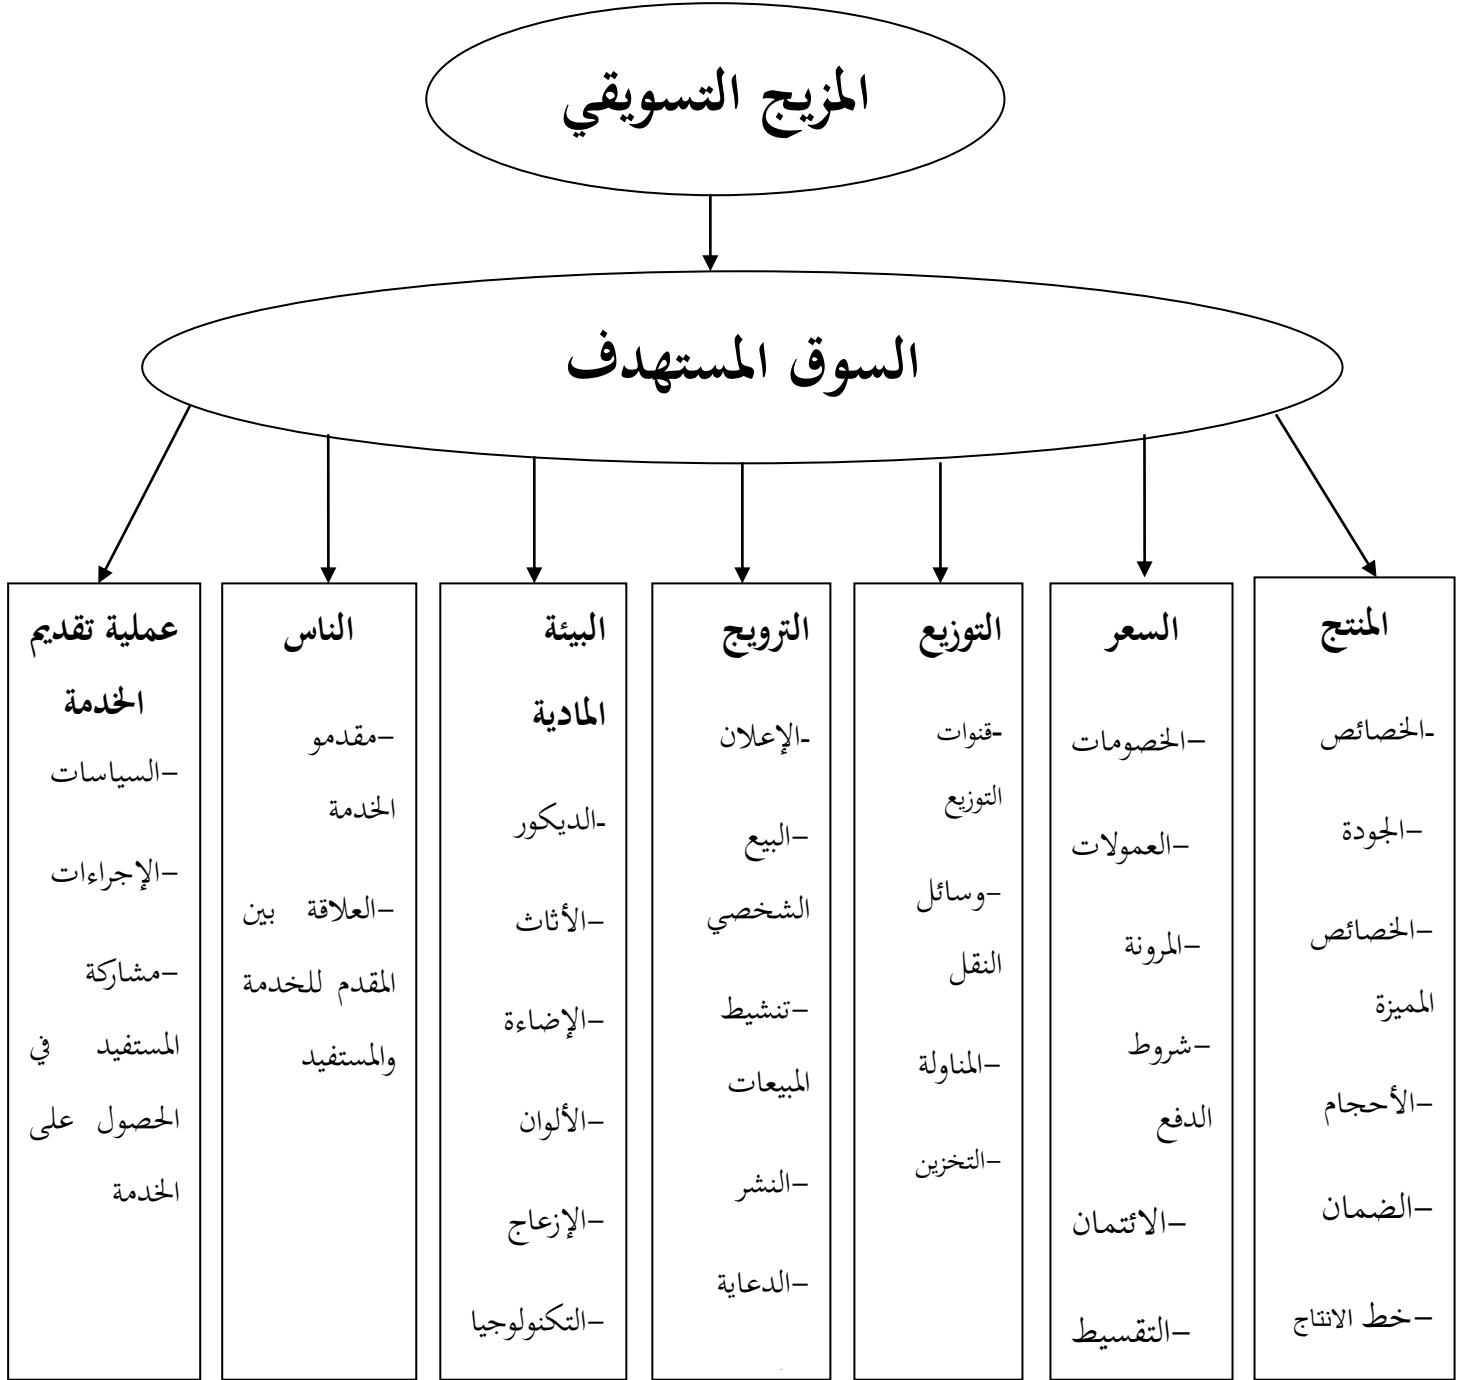 المزيج التسويقي
السوق المستهدف
المنتج
-الخصائص
-الجودة
-الخصائص
المميزة
-الأحجام
-الضمان
-خط الانتاج
السعر
-الخصومات
-العمولات
-المرونة
-شروط
الدفع
-الائتمان
-التقسيط
التوزيع
-قنوات
التوزيع
-وسائل
النقل
-المناولة
-التخزين
الترويج
-الإعلان
-البيع
الشخصي
-تنشيط
المبيعات
-النشر
-الدعاية
البيئة
المادية
-الديكور
-الأثاث
-الإضاءة
-الألوان
-الإزعاج
-التكنولوجيا
الناس
-مقدمو
الخدمة
-العلاقة بين
المقدم للخدمة
والمستفيد
عملية تقديم
الخدمة
-السياسات
-الإجراءات
-مشاركة
المستفيد في
الحصول على
الخدمة